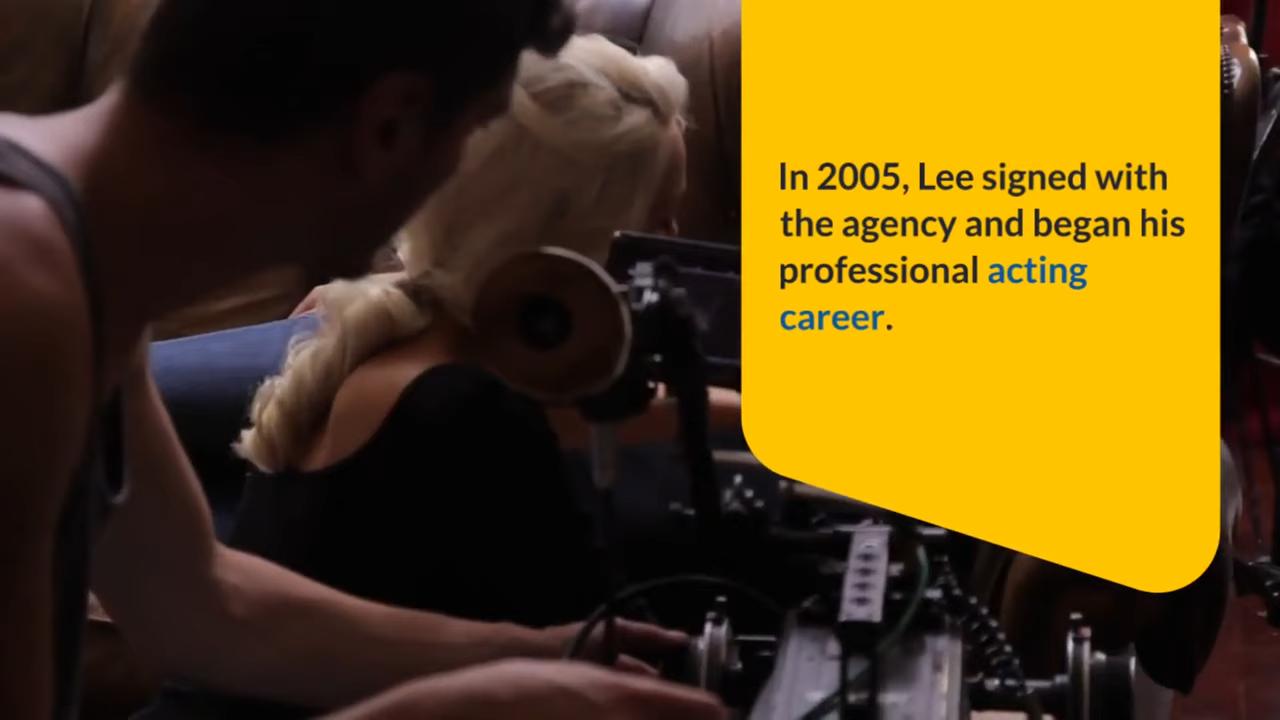 In 2005, Lee signed with
the agency and began his
professional acting
career.